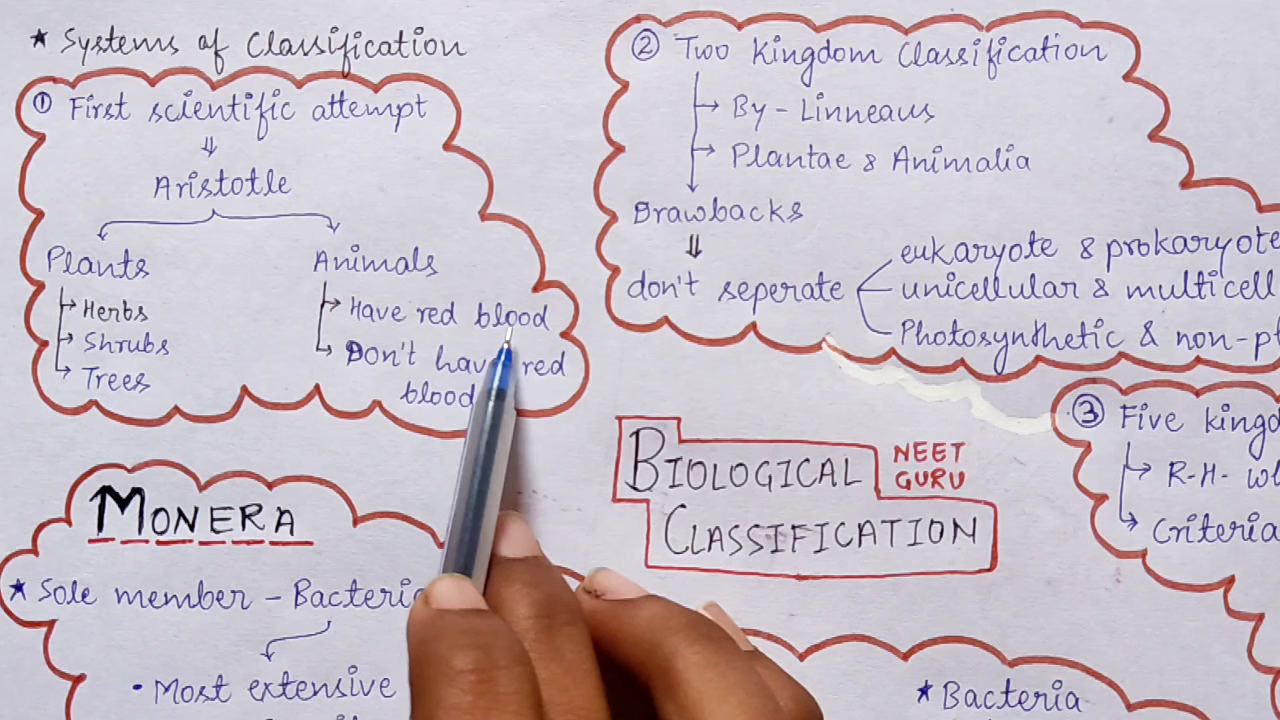 ★ Systems of Classification
① First scientific attempt
⇓
Aristotle
Plants
Herbs
Shrubs
Trees
Animals
Have red blood
Don't have red
blood
② Two Kingdom Classification
By - Linneaus
Plantae & Animalia
Drawbacks
⇓
don't seperate
eukaryote & prokaryote
unicellular & multicell
Photosynthetic & non-p
③ Five kingd
R-H-
Criteria
BIOLOGICAL
CLASSIFICATION
NEET
GURU
MONERA
★ Sole member - Bacteria
• Most extensive
★ Bacteria